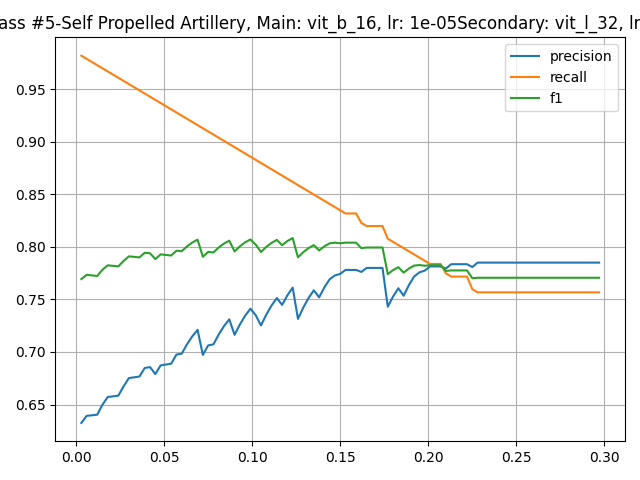 ass #5-Self Propelled Artillery, Main: vit_b_16, lr: 1e-05Secondary: vit_l_32, lr
precision
recall
f1
0.95
0.90
0.85
0.80
0.75
0.70
0.65
0.00 0.05 0.10 0.15 0.20 0.25 0.30